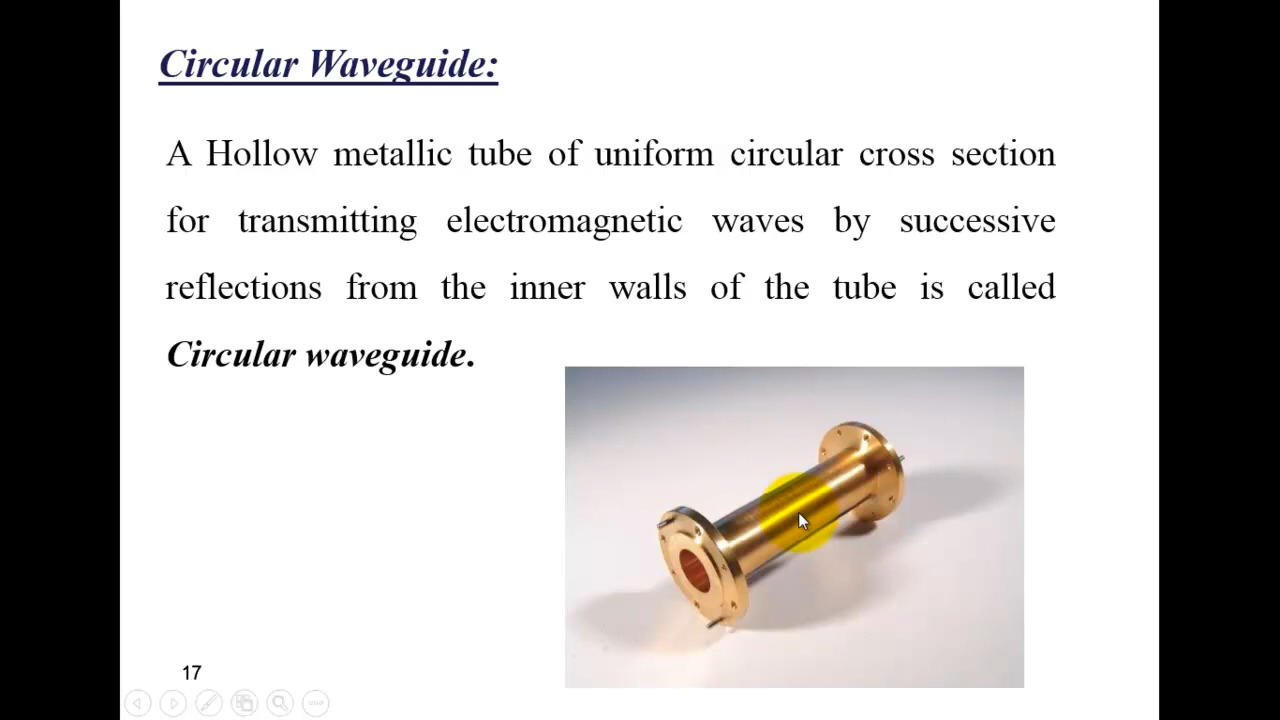 Circular Waveguide:
A Hollow metallic tube of uniform circular cross section
for transmitting electromagnetic waves by successive
reflections from the inner walls of the tube is called
Circular waveguide.
17